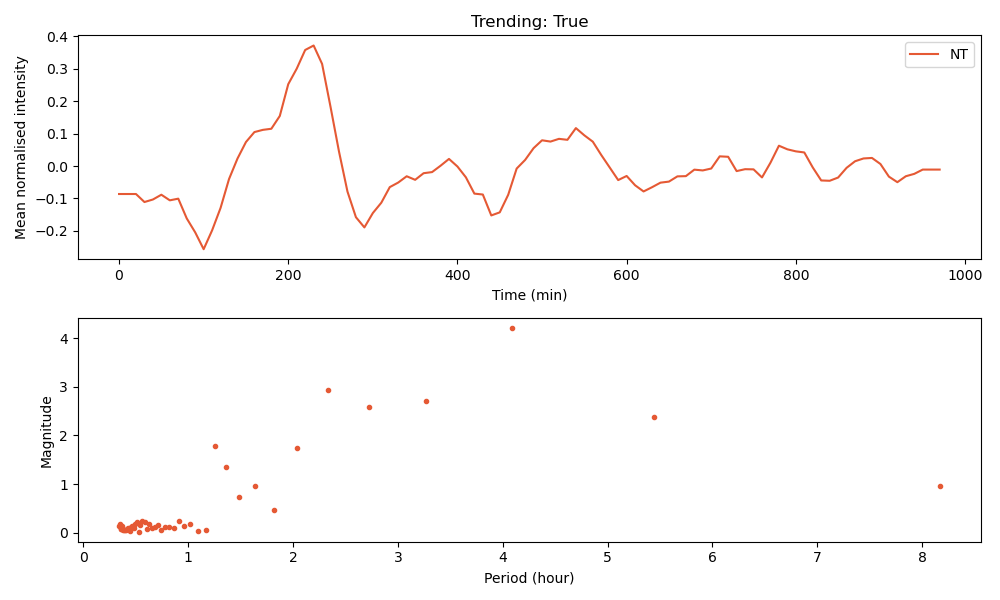 Trending: True
Mean normalised intensity
0.4
0.3
0.2
0.1
0.0
−0.1
−0.2
NT
0 200 400 600 800 1000
Time (min)
Magnitude
4
3
2
1
0
0 1 2 3 4 5 6 7 8
Period (hour)